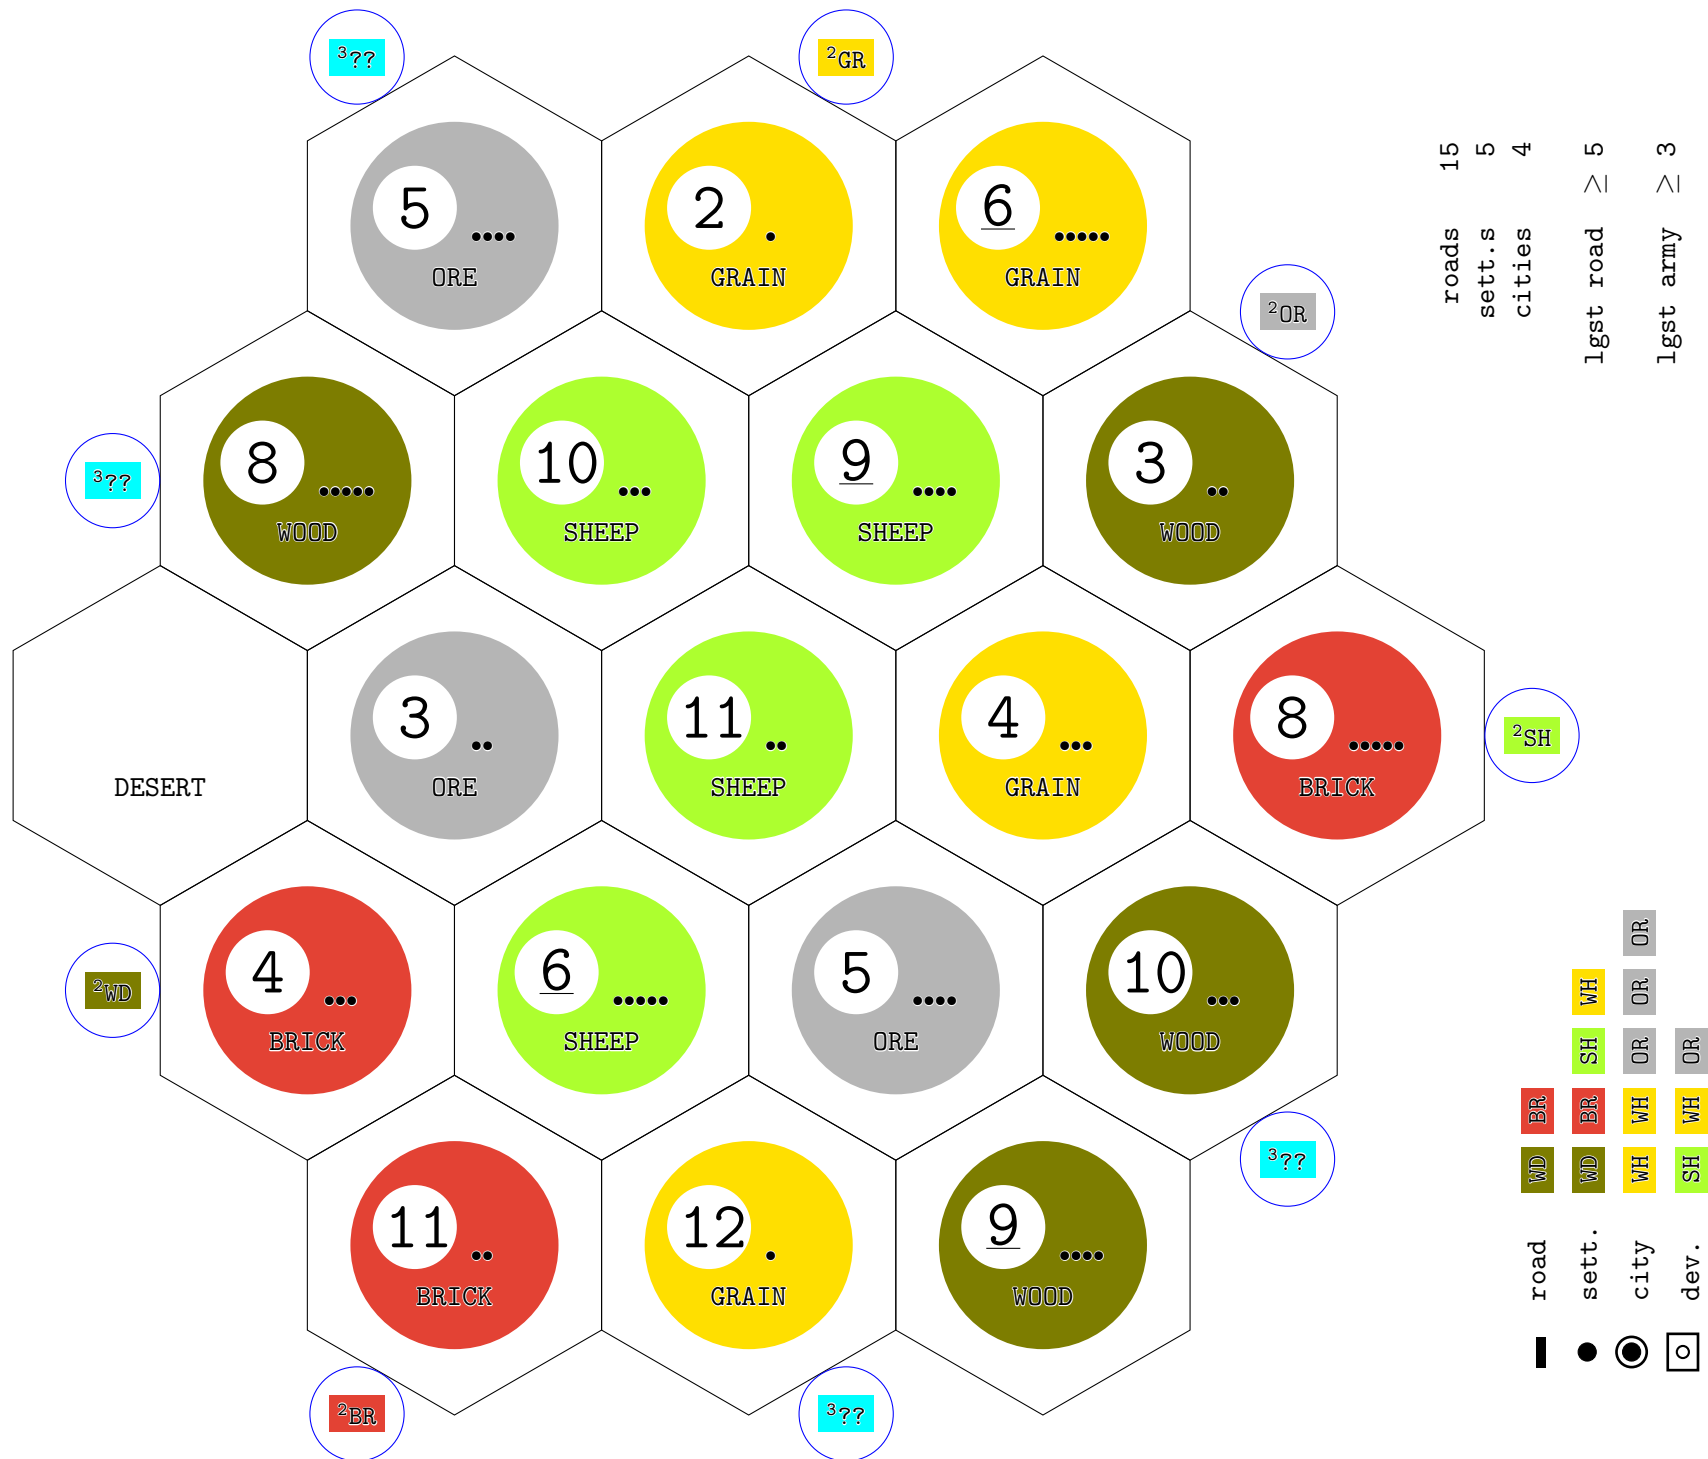 3?? 2GR
5 ORE
2 GRAIN
6 GRAIN
2OR
3??
8 WOOD
10 SHEEP
9 SHEEP
3 WOOD
DESERT
3 ORE
11 SHEEP
4 GRAIN
8 BRICK
2SH
2WD
4 BRICK
6 SHEEP
5 ORE
10 WOOD
3??
11 BRICK
12 GRAIN
9 WOOD
2BR 3??
roads 15
sett.s 5
cities 4
lgst road ≥ 5
lgst army ≥ 3
road WD BR
sett. WD BR SH WH
city WH WH OR OR OR
dev. SH WH OR